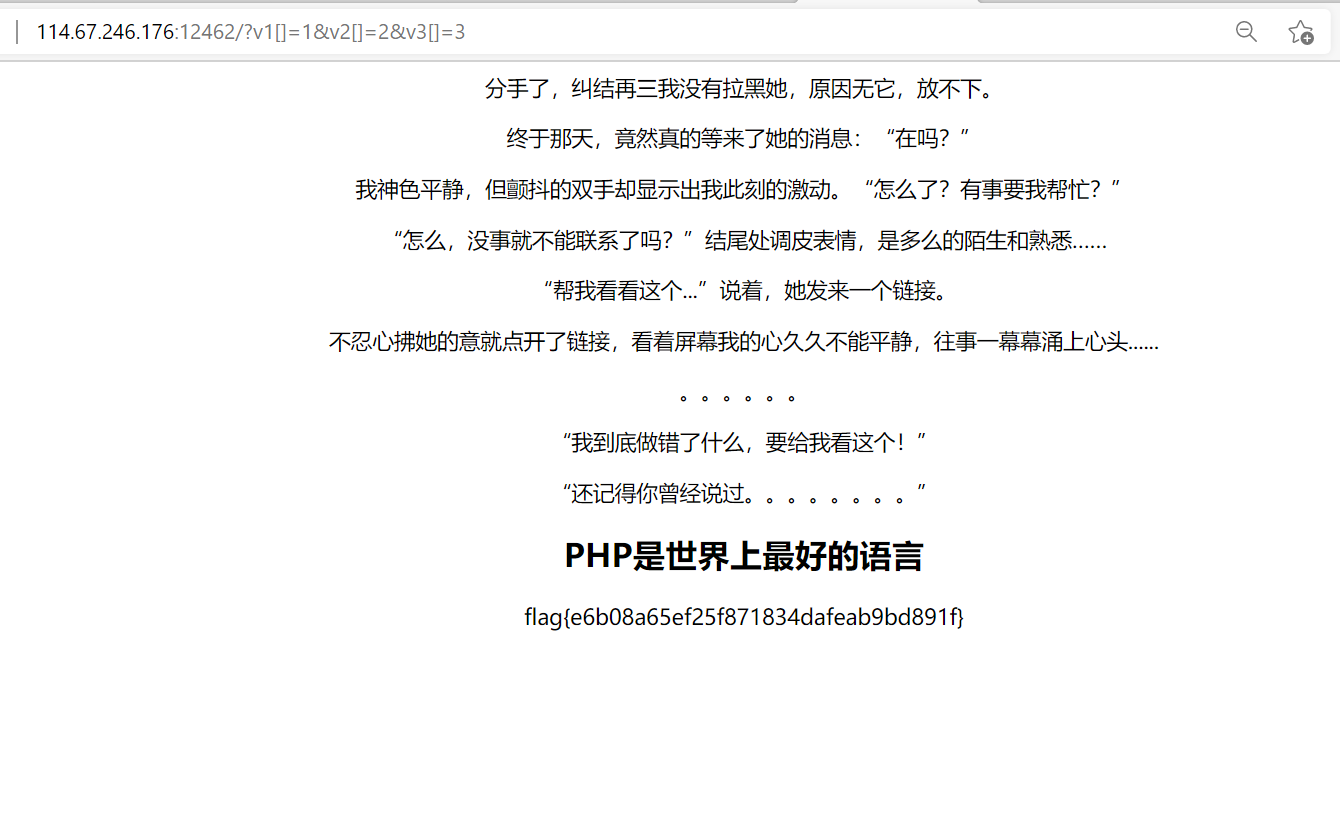 114.67.246.176:12462/?v1[]=1&v2[]=2&v3[]=3
分手了，纠结再三我没有拉黑她，原因无它，放不下。
终于那天，竟然真的等来了她的消息：“在吗？”
我神色平静，但颤抖的双手却显示出我此刻的激动。“怎么了？有事要我帮忙？”
“怎么，没事就不能联系了吗？”结尾处调皮表情，是多么的陌生和熟悉......
“帮我看看这个...”说着，她发来一个链接。
不忍心拂她的意就点开了链接，看着屏幕我的心久久不能平静，往事一幕幕涌上心头......
。。。。。。
“我到底做错了什么，要给我看这个！”
“还记得你曾经说过。。。。。。。。”
PHP是世界上最好的语言
flag{e6b08a65ef25f871834dafeab9bd891f}